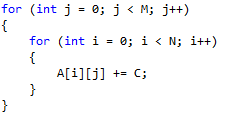 for (int j = 0; j < M; j++)
{
    for (int i = 0; i < N; i++)
    {
        A[i][j] += C;
    }
}